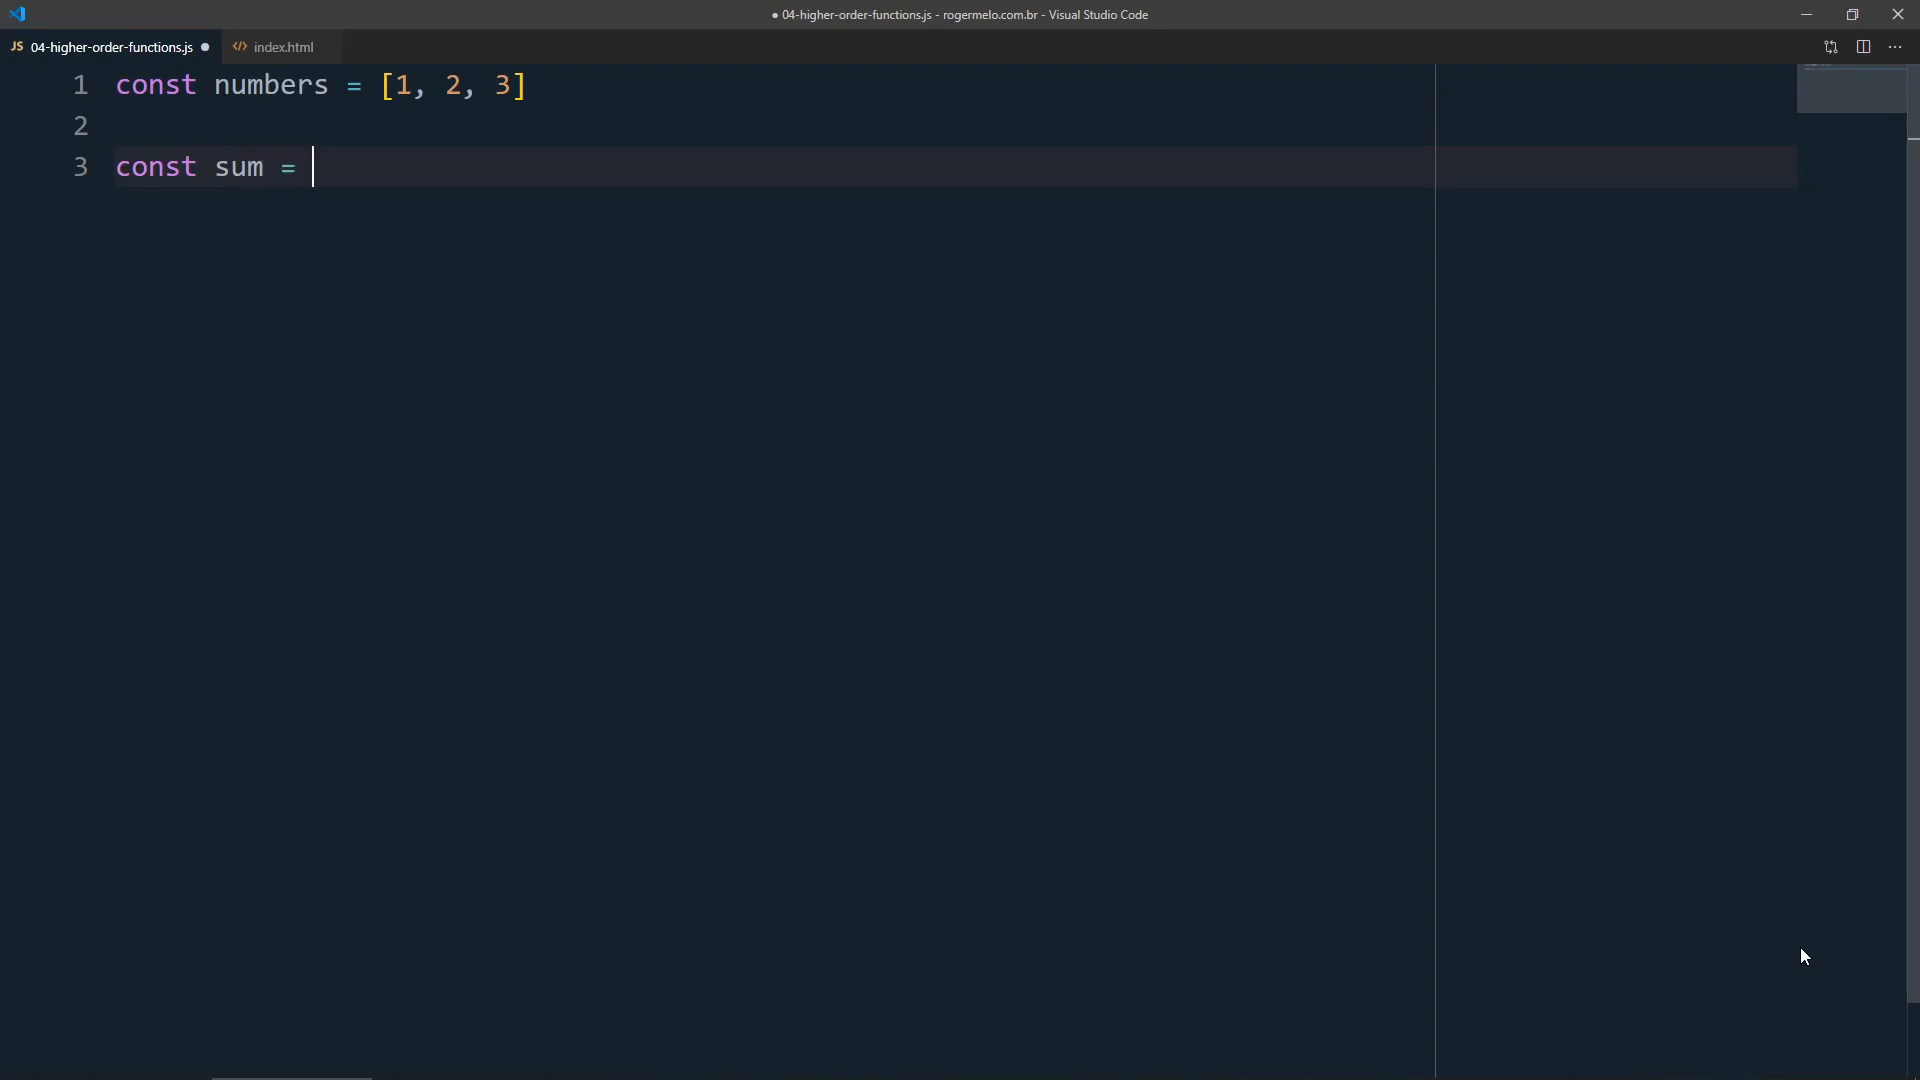 ● 04-higher-order-functions.js - rogermelo.com.br - Visual Studio Code
JS 04-higher-order-functions.js ● </> index.html ···
1 const numbers = [1, 2, 3]
2
3 const sum =